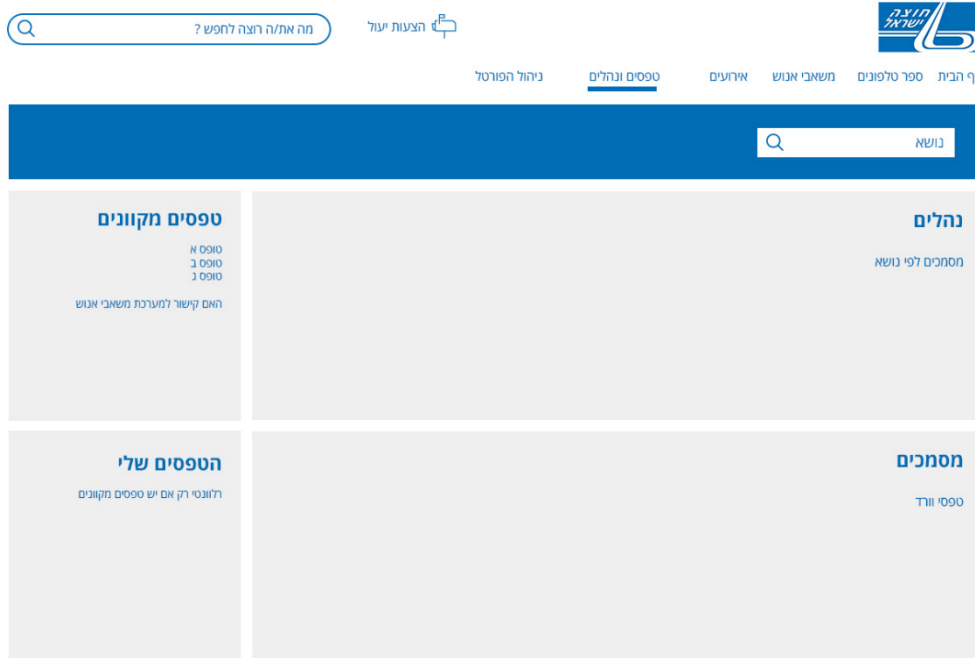 חוצה
ישראל
הצעות יעול
מה את/ה רוצה לחפש ?
ף הבית
ספר טלפונים
משאבי אנוש
אירועים
טפסים ונהלים
ניהול הפורטל
נושא
נהלים
מסמכים לפי נושא
טפסים מקוונים
טופס א
טופס ב
טופס ג
האם קישור למערכת משאבי אנוש
מסמכים
טפסי וורד
הטפסים שלי
רלוונטי רק אם יש טפסים מקוונים